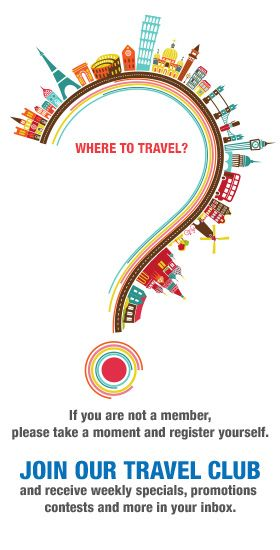 WHERE TO TRAVEL?
If you are not a member,
please take a moment and register yourself.
JOIN OUR TRAVEL CLUB
and receive weekly specials, promotions
contests and more in your inbox.